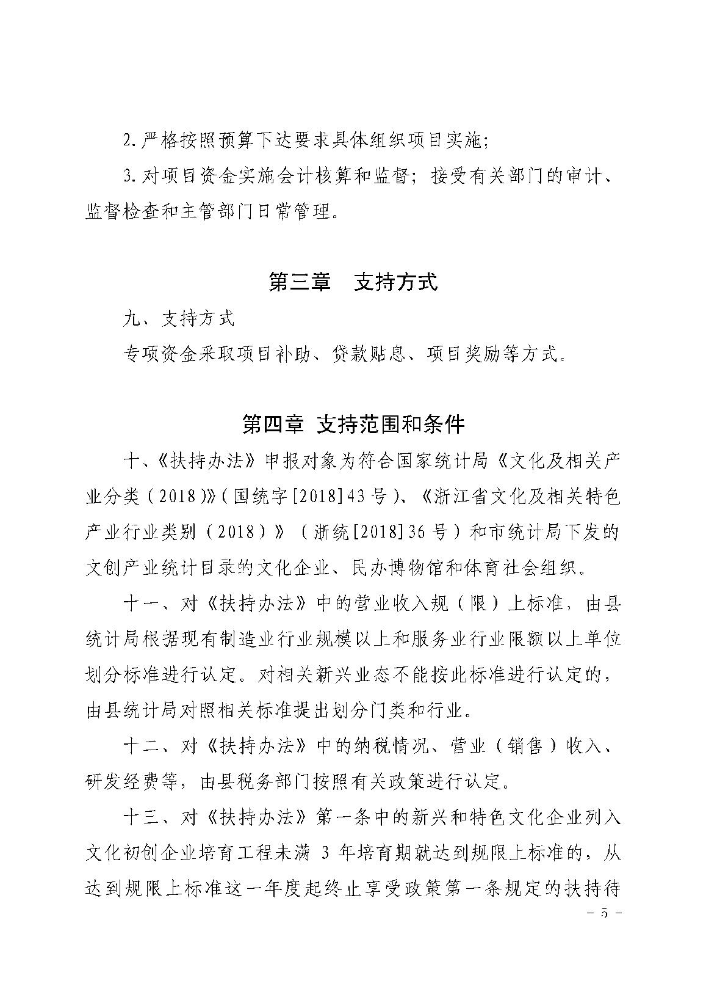 2.严格按照预算下达要求具体组织项目实施；
3.对项目资金实施会计核算和监督；接受有关部门的审计、
监督检查和主管部门日常管理。
第三章　支持方式
九、支持方式
专项资金采取项目补助、贷款贴息、项目奖励等方式。
第四章 支持范围和条件
十、《扶持办法》申报对象为符合国家统计局《文化及相关产
业分类（2018）》（国统字[2018]43 号）、《浙江省文化及相关特色
产业行业类别（2018）》（浙统[2018]36 号）和市统计局下发的
文创产业统计目录的文化企业、民办博物馆和体育社会组织。
十一、对《扶持办法》中的营业收入规（限）上标准，由县
统计局根据现有制造业行业规模以上和服务业行业限额以上单位
划分标准进行认定。对相关新兴业态不能按此标准进行认定的，
由县统计局对照相关标准提出划分门类和行业。
十二、对《扶持办法》中的纳税情况、营业（销售）收入、
研发经费等，由县税务部门按照有关政策进行认定。
十三、对《扶持办法》第一条中的新兴和特色文化企业列入
文化初创企业培育工程未满 3 年培育期就达到规限上标准的，从
达到规限上标准这一年度起终止享受政策第一条规定的扶持待
- 5 -